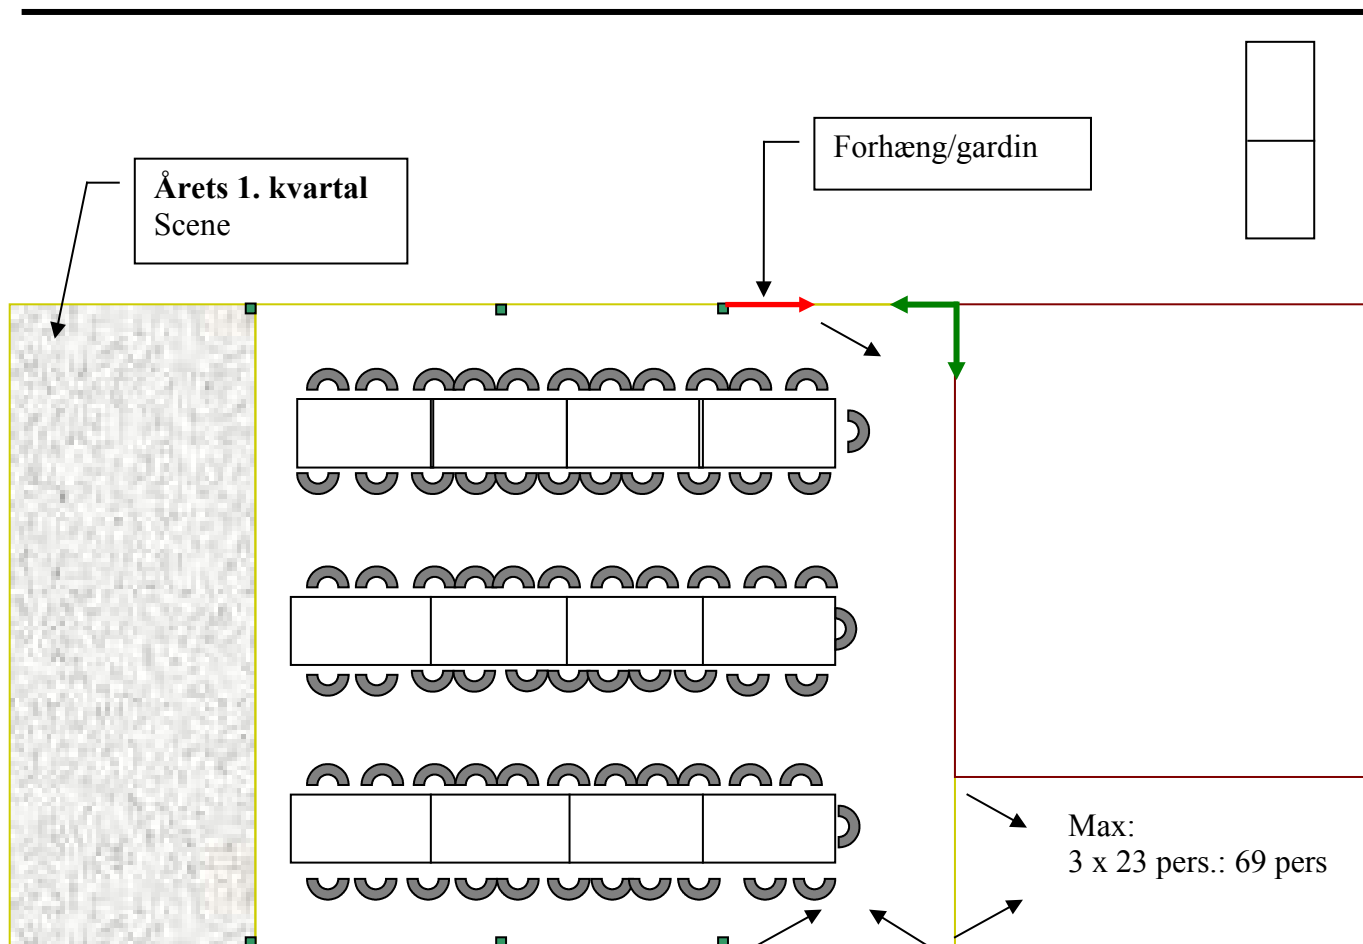 Forhæng/gardin
Årets 1. kvartal
Scene
Max:
3 x 23 pers.: 69 pers